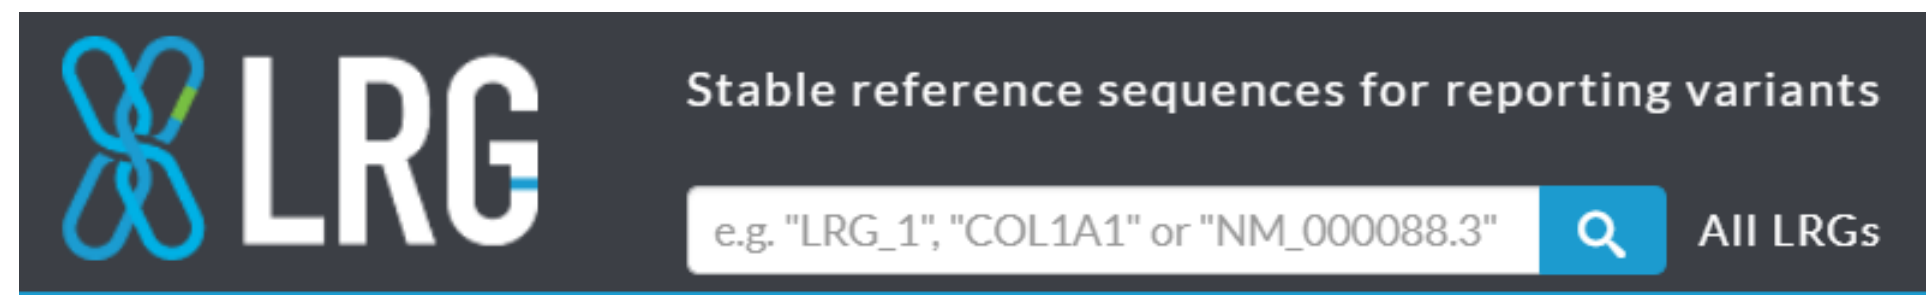 LRG
Stable reference sequences for reporting variants
e.g. "LRG_1", "COL1A1" or "NM_000088.3"
All LRGs